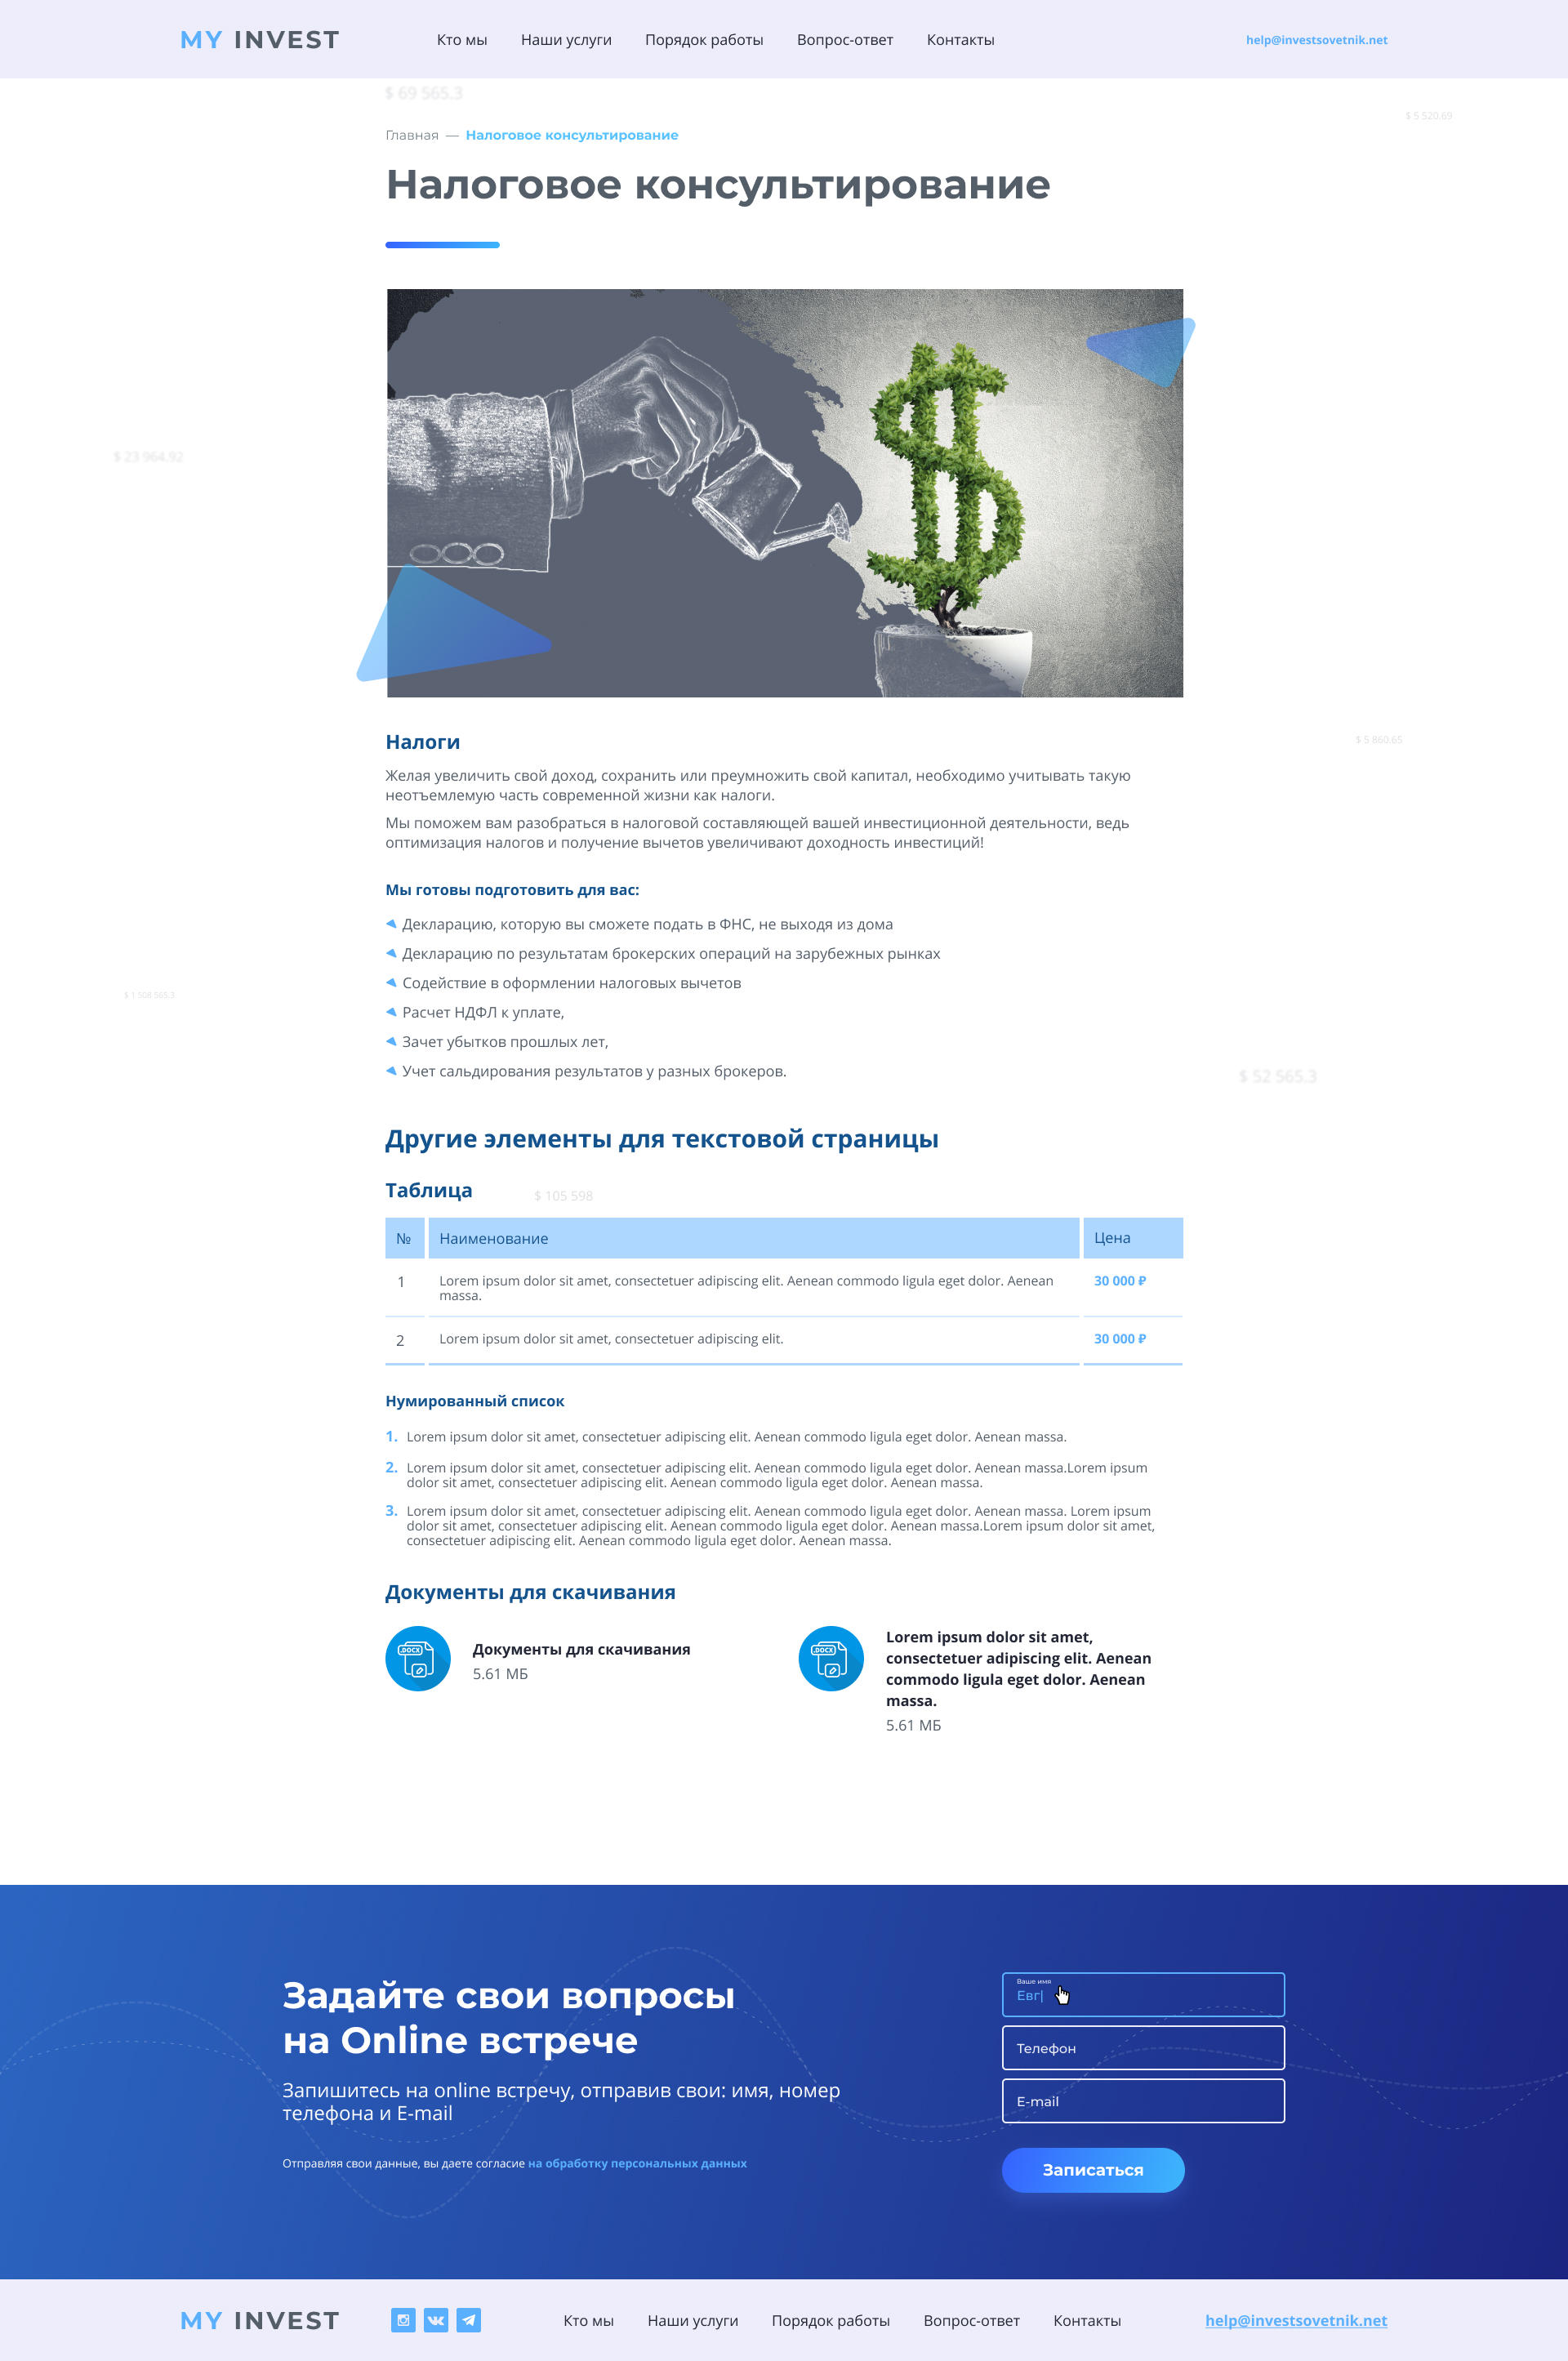 MY INVEST
Кто мы Наши услуги Порядок работы Вопрос-ответ Контакты
help@investsovetnik.net
$ 69 565.3
$ 5 520.69
Главная — Налоговое консультирование
Налоговое консультирование
$ 23 964.92
Налоги
$ 5 860.65
Желая увеличить свой доход, сохранить или преумножить свой капитал, необходимо учитывать такую
неотъемлемую часть современной жизни как налоги.
Мы поможем вам разобраться в налоговой составляющей вашей инвестиционной деятельности, ведь
оптимизация налогов и получение вычетов увеличивают доходность инвестиций!
Мы готовы подготовить для вас:
Декларацию, которую вы сможете подать в ФНС, не выходя из дома
Декларацию по результатам брокерских операций на зарубежных рынках
Содействие в оформлении налоговых вычетов
$ 1 508 565.3
Расчет НДФЛ к уплате,
Зачет убытков прошлых лет,
Учет сальдирования результатов у разных брокеров.
$ 52 565.3
Другие элементы для текстовой страницы
Таблица
$ 105 598
№ Наименование Цена
1 Lorem ipsum dolor sit amet, consectetuer adipiscing elit. Aenean commodo ligula eget dolor. Aenean 30 000 ₽
massa.
2 Lorem ipsum dolor sit amet, consectetuer adipiscing elit. 30 000 ₽
Нумированный список
1. Lorem ipsum dolor sit amet, consectetuer adipiscing elit. Aenean commodo ligula eget dolor. Aenean massa.
2. Lorem ipsum dolor sit amet, consectetuer adipiscing elit. Aenean commodo ligula eget dolor. Aenean massa.Lorem ipsum
dolor sit amet, consectetuer adipiscing elit. Aenean commodo ligula eget dolor. Aenean massa.
3. Lorem ipsum dolor sit amet, consectetuer adipiscing elit. Aenean commodo ligula eget dolor. Aenean massa. Lorem ipsum
dolor sit amet, consectetuer adipiscing elit. Aenean commodo ligula eget dolor. Aenean massa.Lorem ipsum dolor sit amet,
consectetuer adipiscing elit. Aenean commodo ligula eget dolor. Aenean massa.
Документы для скачивания
.DOCX
Документы для скачивания
5.61 МБ
.DOCX
Lorem ipsum dolor sit amet,
consectetuer adipiscing elit. Aenean
commodo ligula eget dolor. Aenean
massa.
5.61 МБ
Задайте свои вопросы
на Online встрече
Запишитесь на online встречу, отправив свои: имя, номер
телефона и E-mail
Отправляя свои данные, вы даете согласие на обработку персональных данных
Ваше имя
Евг|
Телефон
E-mail
Записаться
MY INVEST
Кто мы Наши услуги Порядок работы Вопрос-ответ Контакты
help@investsovetnik.net